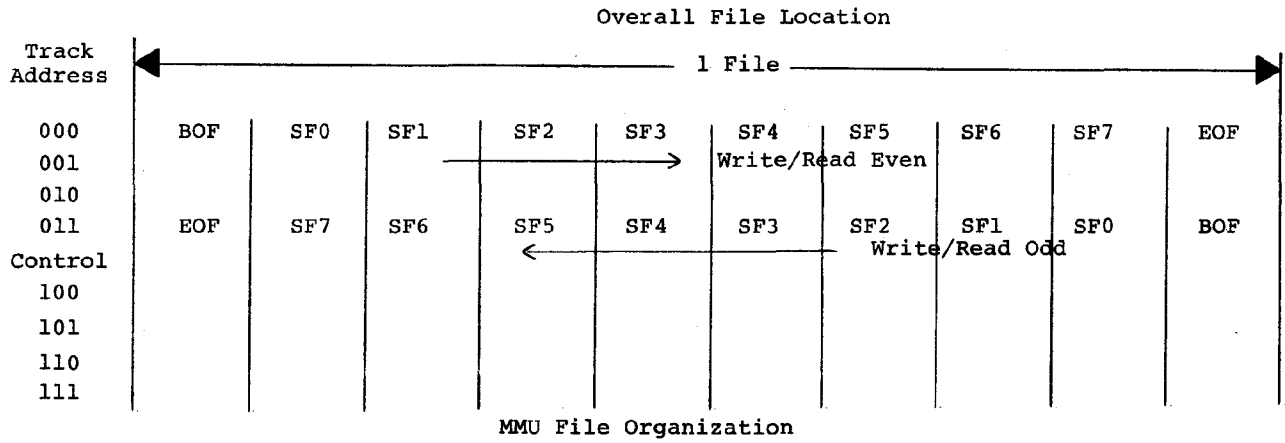 Overall File Location
Track
Address
1 File
000 BOF SF0 SF1 SF2 SF3 SF4 SF5 SF6 SF7 EOF
001 Write/Read Even
010
011 EOF SF7 SF6 SF5 SF4 SF3 SF2 SF1 SF0 BOF
Control Write/Read Odd
100
101
110
111
MMU File Organization